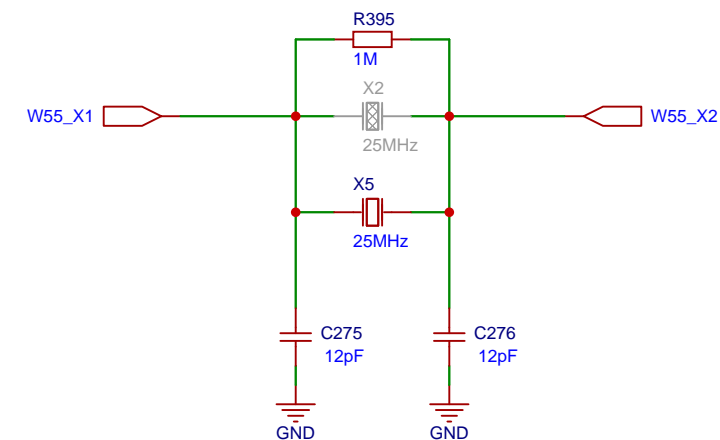 R395
1M
X2
W55_X1
W55_X2
25MHz
X5
25MHz
C275
12pF
C276
12pF
GND
GND